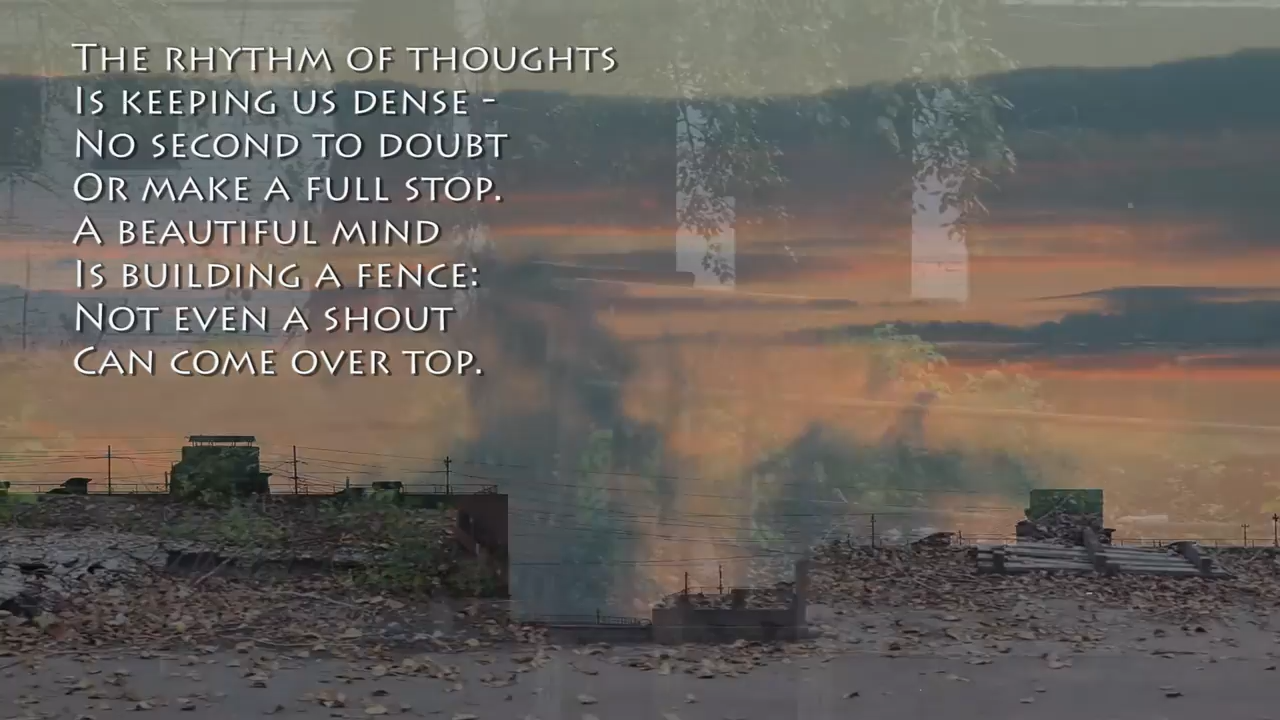 The rhythm of thoughts
Is keeping us dense -
No second to doubt
Or make a full stop.
A beautiful mind
Is building a fence:
Not even a shout
Can come over top.